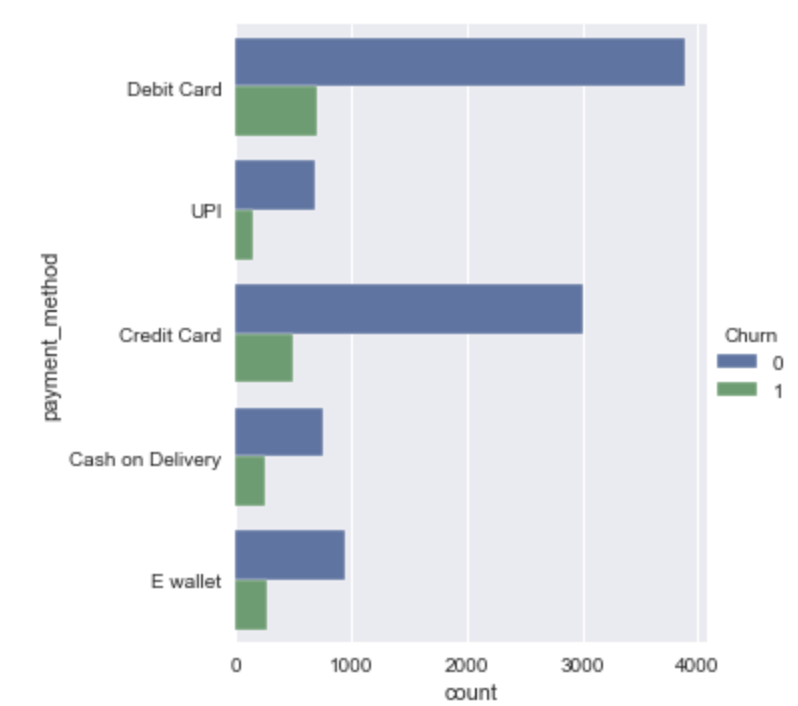 Debit Card
UPI
Credit Card
Cash on Delivery
E wallet
payment_method
0 1000 2000 3000 4000
count
Churn
0
1